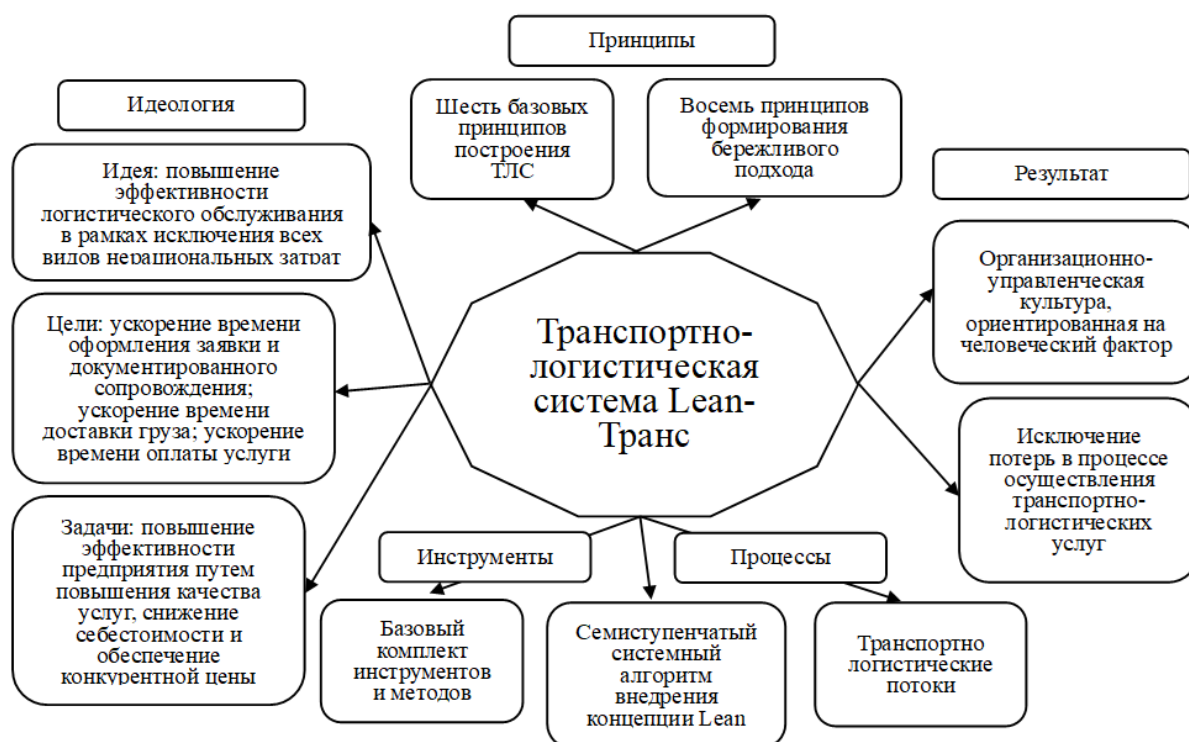 Принципы
Идеология
Шесть базовых
принципов
построения
ТЛС
Восемь принципов
формирования
бережливого
подхода
Результат
Идея: повышение
эффективности
логистического обслуживания
в рамках исключения всех
видов нерациональных затрат
Цели: ускорение времени
оформления заявки и
документированного
сопровождения;
ускорение времени
доставки груза; ускорение
времени оплаты услуги
Задачи: повышение
эффективности
предприятия путем
повышения качества
услуг, снижение
себестоимости и
обеспечение
конкурентной цены
Транспортно-
логистическая
система Lean-
Транс
Организационно-
управленческая
культура,
ориентированная на
человеческий фактор
Исключение
потерь в процессе
осуществления
транспортно-
логистических
услуг
Инструменты
Процессы
Базовый
комплект
инструментов
и методов
Семиступенчатый
системный
алгоритм
внедрения
концепции Lean
Транспортно
логистические
потоки